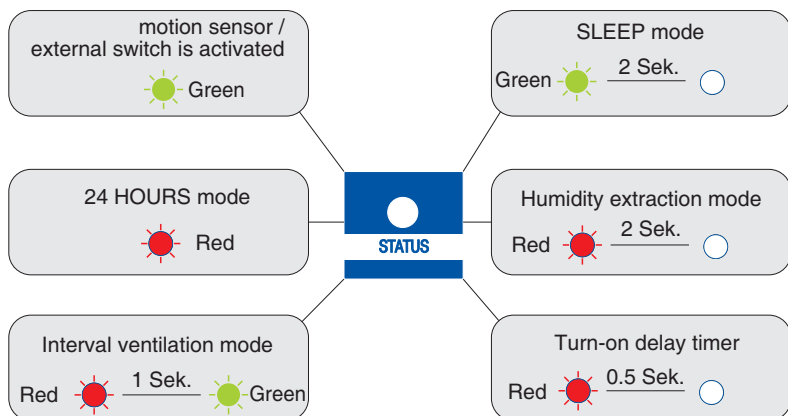 motion sensor /
external switch is activated
Green
SLEEP mode
Green 2 Sek.
24 HOURS mode
Red
STATUS
Humidity extraction mode
Red 2 Sek.
Interval ventilation mode
Red 1 Sek. Green
Turn-on delay timer
Red 0.5 Sek.